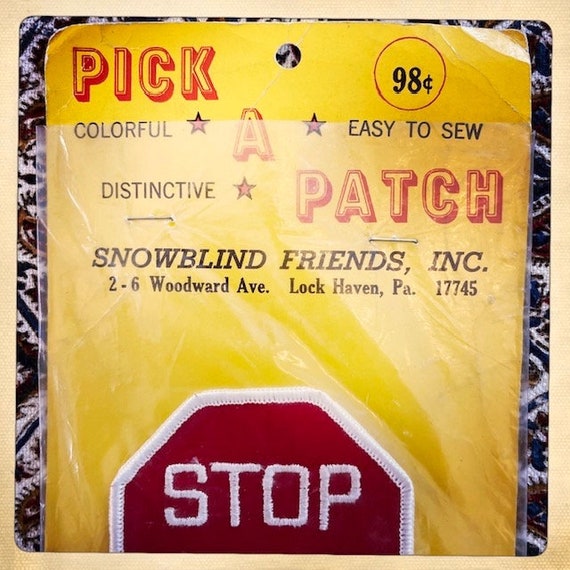 PICK
98¢
COLORFUL ★ A ★ EASY TO SEW
DISTINCTIVE ★ PATCH
SNOWBLIND FRIENDS, INC.
2-6 Woodward Ave. Lock Haven, Pa. 17745
STOP